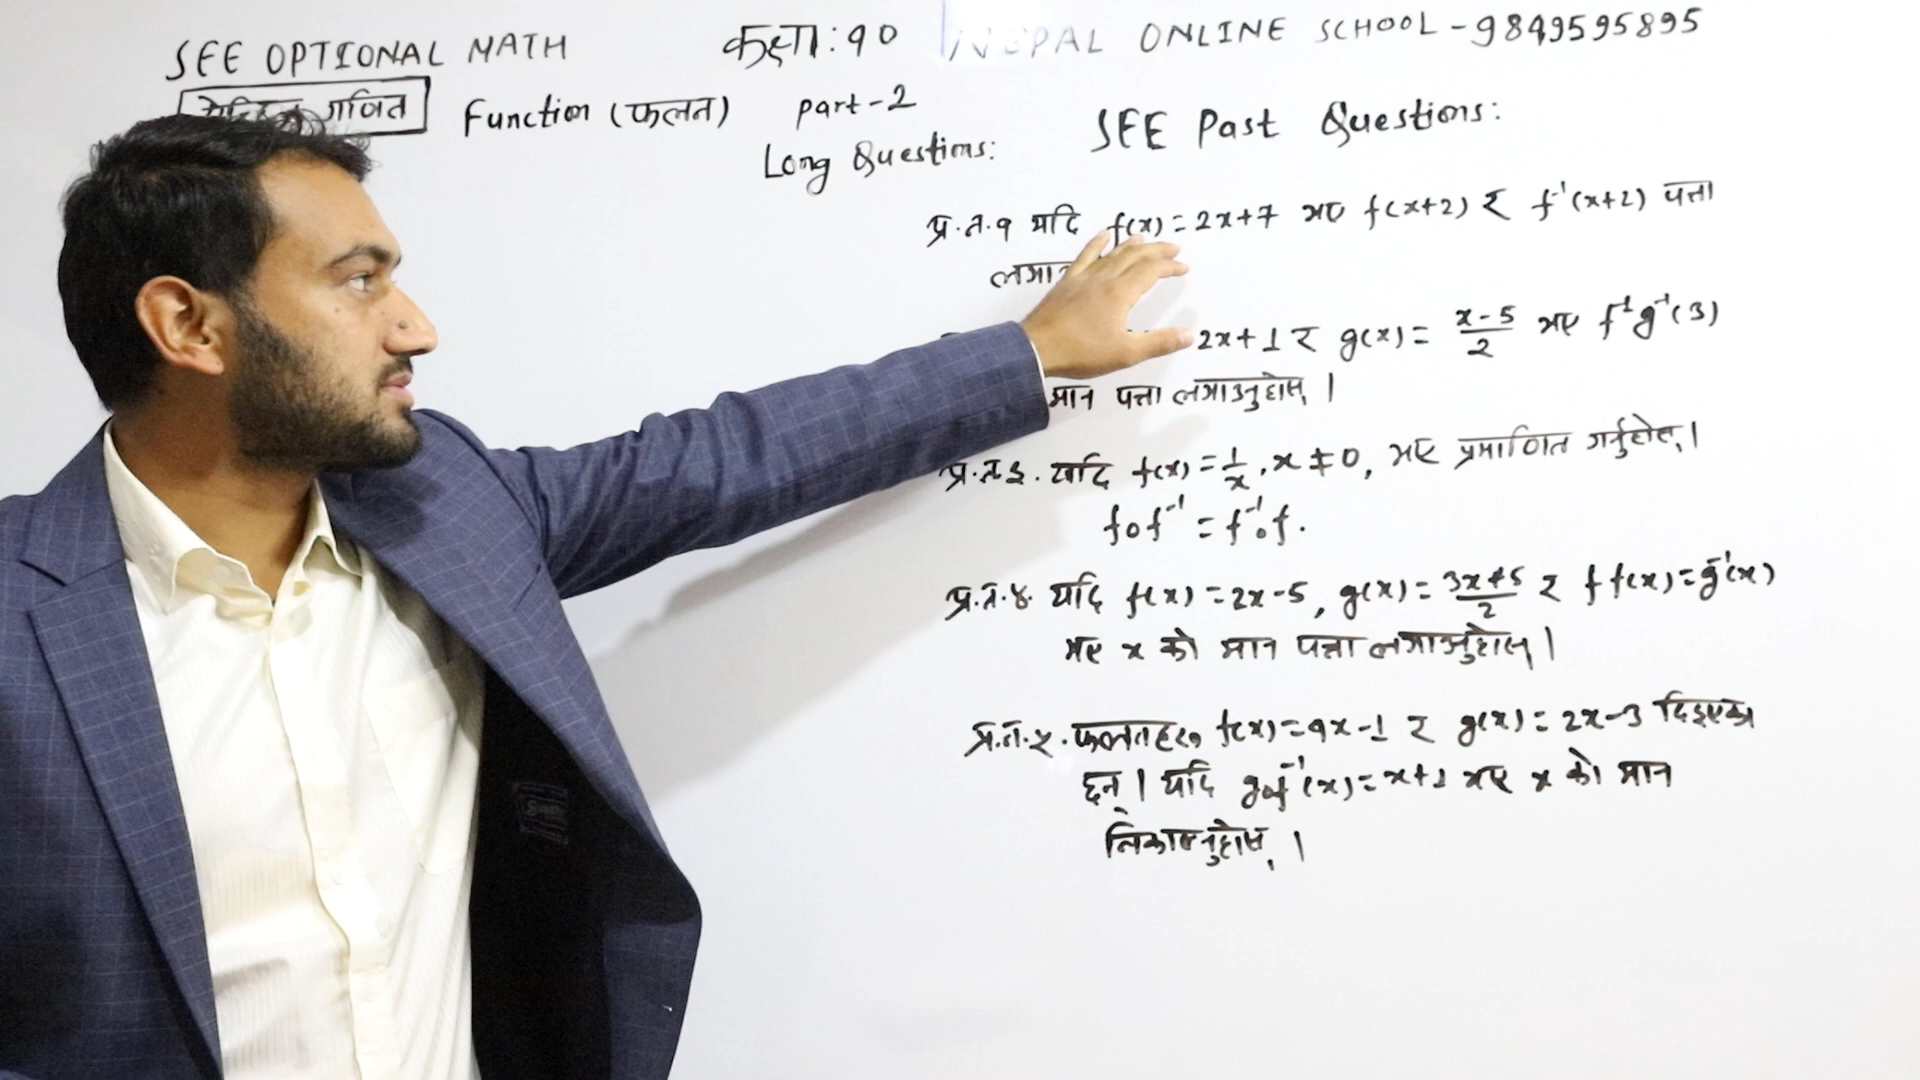 SEE OPTIONAL MATH कक्षा: १० NEPAL ONLINE SCHOOL - 9849595895
गणित Function (फलन) part-2
Long Questions:
SEE Past Questions:
प्र.न.१ यदि f(x) = 2x+7 भए f(x+2) र f⁻¹(x+2) पत्ता
लगा
2x+1 र g(x) = (x-5)/2 भए f⁻¹g⁻¹(3)
मान पत्ता लगाउनुहोस् ।
प्र.न.३. यदि f(x) = 1/x, x ≠ 0, भए प्रमाणित गर्नुहोस् ।
fof⁻¹ = f⁻¹of.
प्र.न.४. यदि f(x) = 2x-5, g(x) = (3x+5)/2 र f f(x) = g⁻¹(x)
भए x को मान पत्ता लगाउनुहोस् ।
प्र.न.५. फलनहरु f(x) = 4x-1 र g(x) = 2x-3 दिइएका
छन् । यदि gof⁻¹(x) = x+1 भए x को मान
निकाल्नुहोस् ।